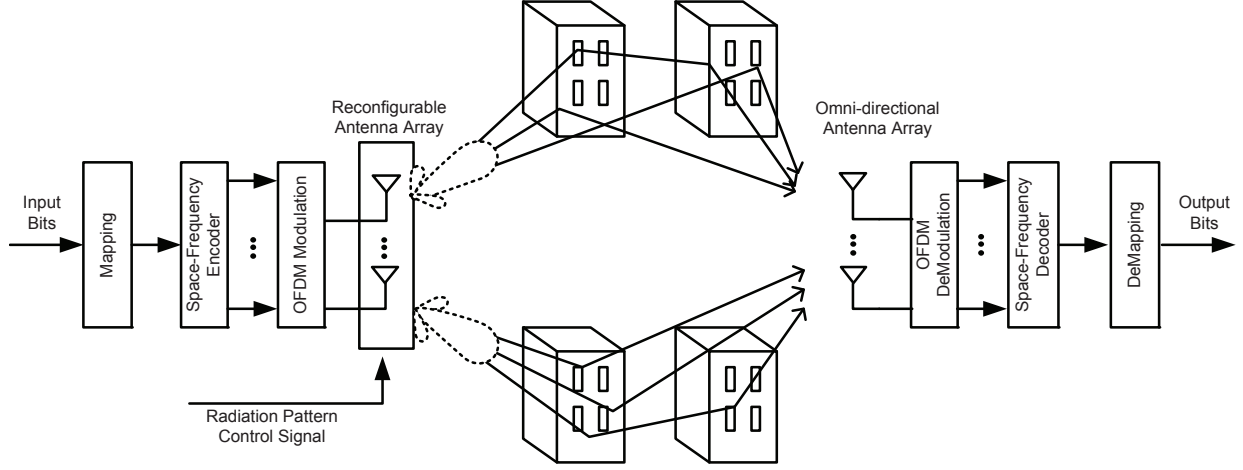 Input
Bits
Mapping
Space-Frequency
Encoder
OFDM Modulation
Reconfigurable
Antenna Array
Radiation Pattern
Control Signal
Omni-directional
Antenna Array
OFDM
DeModulation
Space-Frequency
Decoder
DeMapping
Output
Bits